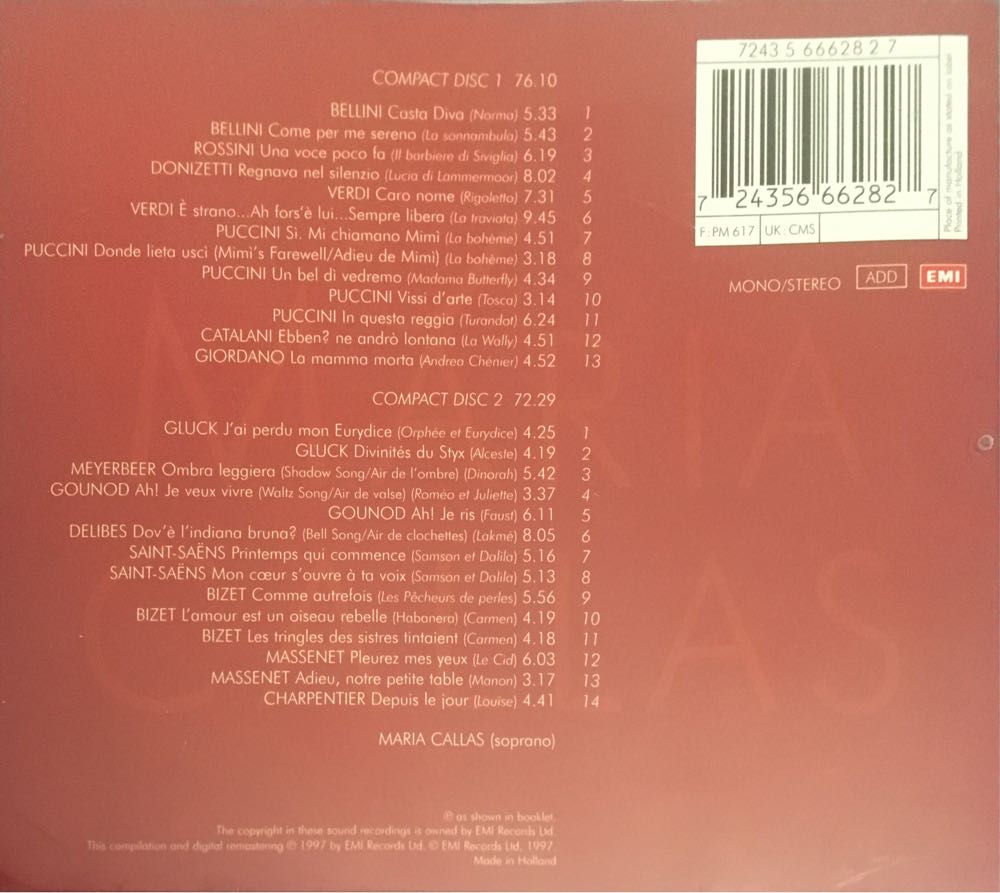 COMPACT DISC 1 76.10
BELLINI Casta Diva (Norma) 5.33 1
BELLINI Come per me sereno (La sonnambula) 5.43 2
ROSSINI Una voce poco fa (Il barbiere di Siviglia) 6.19 3
DONIZETTI Regnava nel silenzio (Lucia di Lammermoor) 8.02 4
VERDI Caro nome (Rigoletto) 7.31 5
VERDI È strano...Ah fors'è lui...Sempre libera (La traviata) 9.45 6
PUCCINI Sì. Mi chiamano Mimì (La bohème) 4.51 7
PUCCINI Donde lieta uscì (Mimì's Farewell/Adieu de Mimì) (La bohème) 3.18 8
PUCCINI Un bel dì vedremo (Madama Butterfly) 4.34 9
PUCCINI Vissi d'arte (Tosca) 3.14 10
PUCCINI In questa reggia (Turandot) 6.24 11
CATALANI Ebben? ne andrò lontana (La Wally) 4.51 12
GIORDANO La mamma morta (Andrea Chénier) 4.52 13
COMPACT DISC 2 72.29
GLUCK J'ai perdu mon Eurydice (Orphée et Eurydice) 4.25 1
GLUCK Divinités du Styx (Alceste) 4.19 2
MEYERBEER Ombra leggiera (Shadow Song/Air de l'ombre) (Dinorah) 5.42 3
GOUNOD Ah! Je veux vivre (Waltz Song/Air de valse) (Roméo et Juliette) 3.37 4
GOUNOD Ah! Je ris (Faust) 6.11 5
DELIBES Dov'è l'indiana bruna? (Bell Song/Air de clochettes) (Lakmé) 8.05 6
SAINT-SAËNS Printemps qui commence (Samson et Dalila) 5.16 7
SAINT-SAËNS Mon cœur s'ouvre à ta voix (Samson et Dalila) 5.13 8
BIZET Comme autrefois (Les Pêcheurs de perles) 5.56 9
BIZET L'amour est un oiseau rebelle (Habanera) (Carmen) 4.19 10
BIZET Les tringles des sistres tintaient (Carmen) 4.18 11
MASSENET Pleurez mes yeux (Le Cid) 6.03 12
MASSENET Adieu, notre petite table (Manon) 3.17 13
CHARPENTIER Depuis le jour (Louise) 4.41 14
MARIA CALLAS (soprano)
℗ as shown in booklet.
The copyright in these sound recordings is owned by EMI Records Ltd.
This compilation and digital remastering ℗ 1997 by EMI Records Ltd. © EMI Records Ltd. 1997.
Made in Holland
7243 5 66628 2 7
7 24356 66282 7
F: PM 617 UK: CMS
Place of manufacture as stated on label
Printed in Holland
MONO/STEREO ADD EMI
MARIA
CALLAS